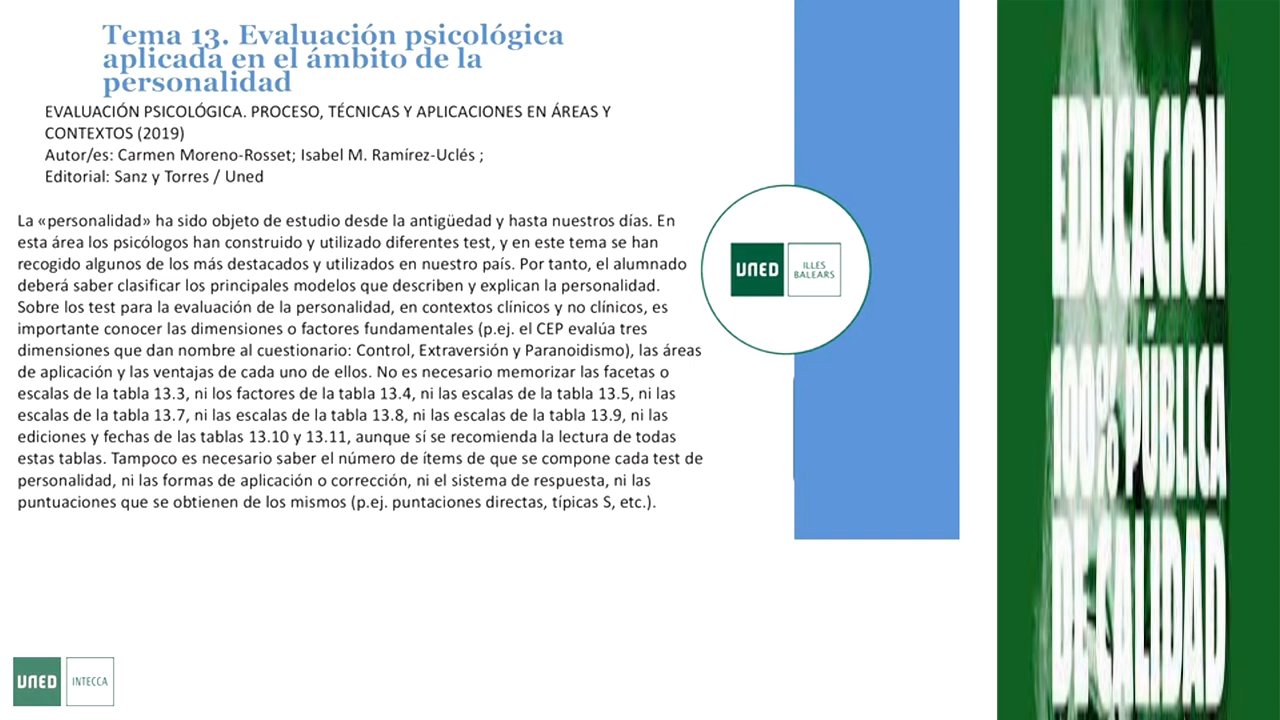 Tema 13. Evaluación psicológica
aplicada en el ámbito de la
personalidad
EVALUACIÓN PSICOLÓGICA. PROCESO, TÉCNICAS Y APLICACIONES EN ÁREAS Y
CONTEXTOS (2019)
Autor/es: Carmen Moreno-Rosset; Isabel M. Ramírez-Uclés ;
Editorial: Sanz y Torres / Uned
La «personalidad» ha sido objeto de estudio desde la antigüedad y hasta nuestros días. En
esta área los psicólogos han construido y utilizado diferentes test, y en este tema se han
recogido algunos de los más destacados y utilizados en nuestro país. Por tanto, el alumnado
deberá saber clasificar los principales modelos que describen y explican la personalidad.
Sobre los test para la evaluación de la personalidad, en contextos clínicos y no clínicos, es
importante conocer las dimensiones o factores fundamentales (p.ej. el CEP evalúa tres
dimensiones que dan nombre al cuestionario: Control, Extraversión y Paranoidismo), las áreas
de aplicación y las ventajas de cada uno de ellos. No es necesario memorizar las facetas o
escalas de la tabla 13.3, ni los factores de la tabla 13.4, ni las escalas de la tabla 13.5, ni las
escalas de la tabla 13.7, ni las escalas de la tabla 13.8, ni las escalas de la tabla 13.9, ni las
ediciones y fechas de las tablas 13.10 y 13.11, aunque sí se recomienda la lectura de todas
estas tablas. Tampoco es necesario saber el número de ítems de que se compone cada test de
personalidad, ni las formas de aplicación o corrección, ni el sistema de respuesta, ni las
puntuaciones que se obtienen de los mismos (p.ej. puntaciones directas, típicas S, etc.).
UNED
ILLES
BALEARS
EDUCACIÓN
100% PÚBLICA
DE CALIDAD
UNED
INTECCA